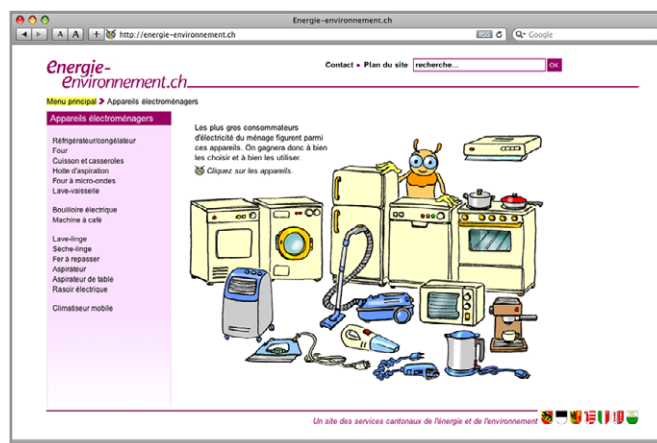 Energie-environnement.ch
A A + http://energie-environnement.ch RSS Google
energie-
environnement.ch
Contact • Plan du site recherche... OK
Menu principal > Appareils électroménagers
Appareils électroménagers
Réfrigérateur/congélateur
Four
Cuisson et casseroles
Hotte d'aspiration
Four à micro-ondes
Lave-vaisselle
Bouilloire électrique
Machine à café
Lave-linge
Sèche-linge
Fer à repasser
Aspirateur
Aspirateur de table
Rasoir électrique
Climatiseur mobile
Les plus gros consommateurs
d'électricité du ménage figurent parmi
ces appareils. On gagnera donc à bien
les choisir et à bien les utiliser.
Cliquez sur les appareils.
Un site des services cantonaux de l'énergie et de l'environnement